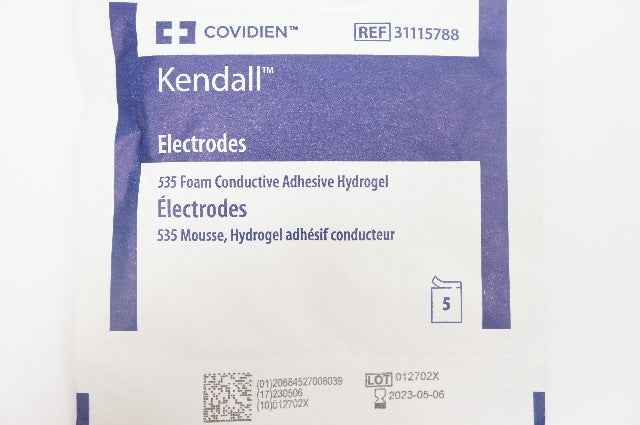 COVIDIEN™
REF 31115788
Kendall™
Electrodes
535 Foam Conductive Adhesive Hydrogel
Électrodes
535 Mousse, Hydrogel adhésif conducteur
5
(01)20884527008039
(17)230506
(10)012702X
LOT 012702X
2023-05-06